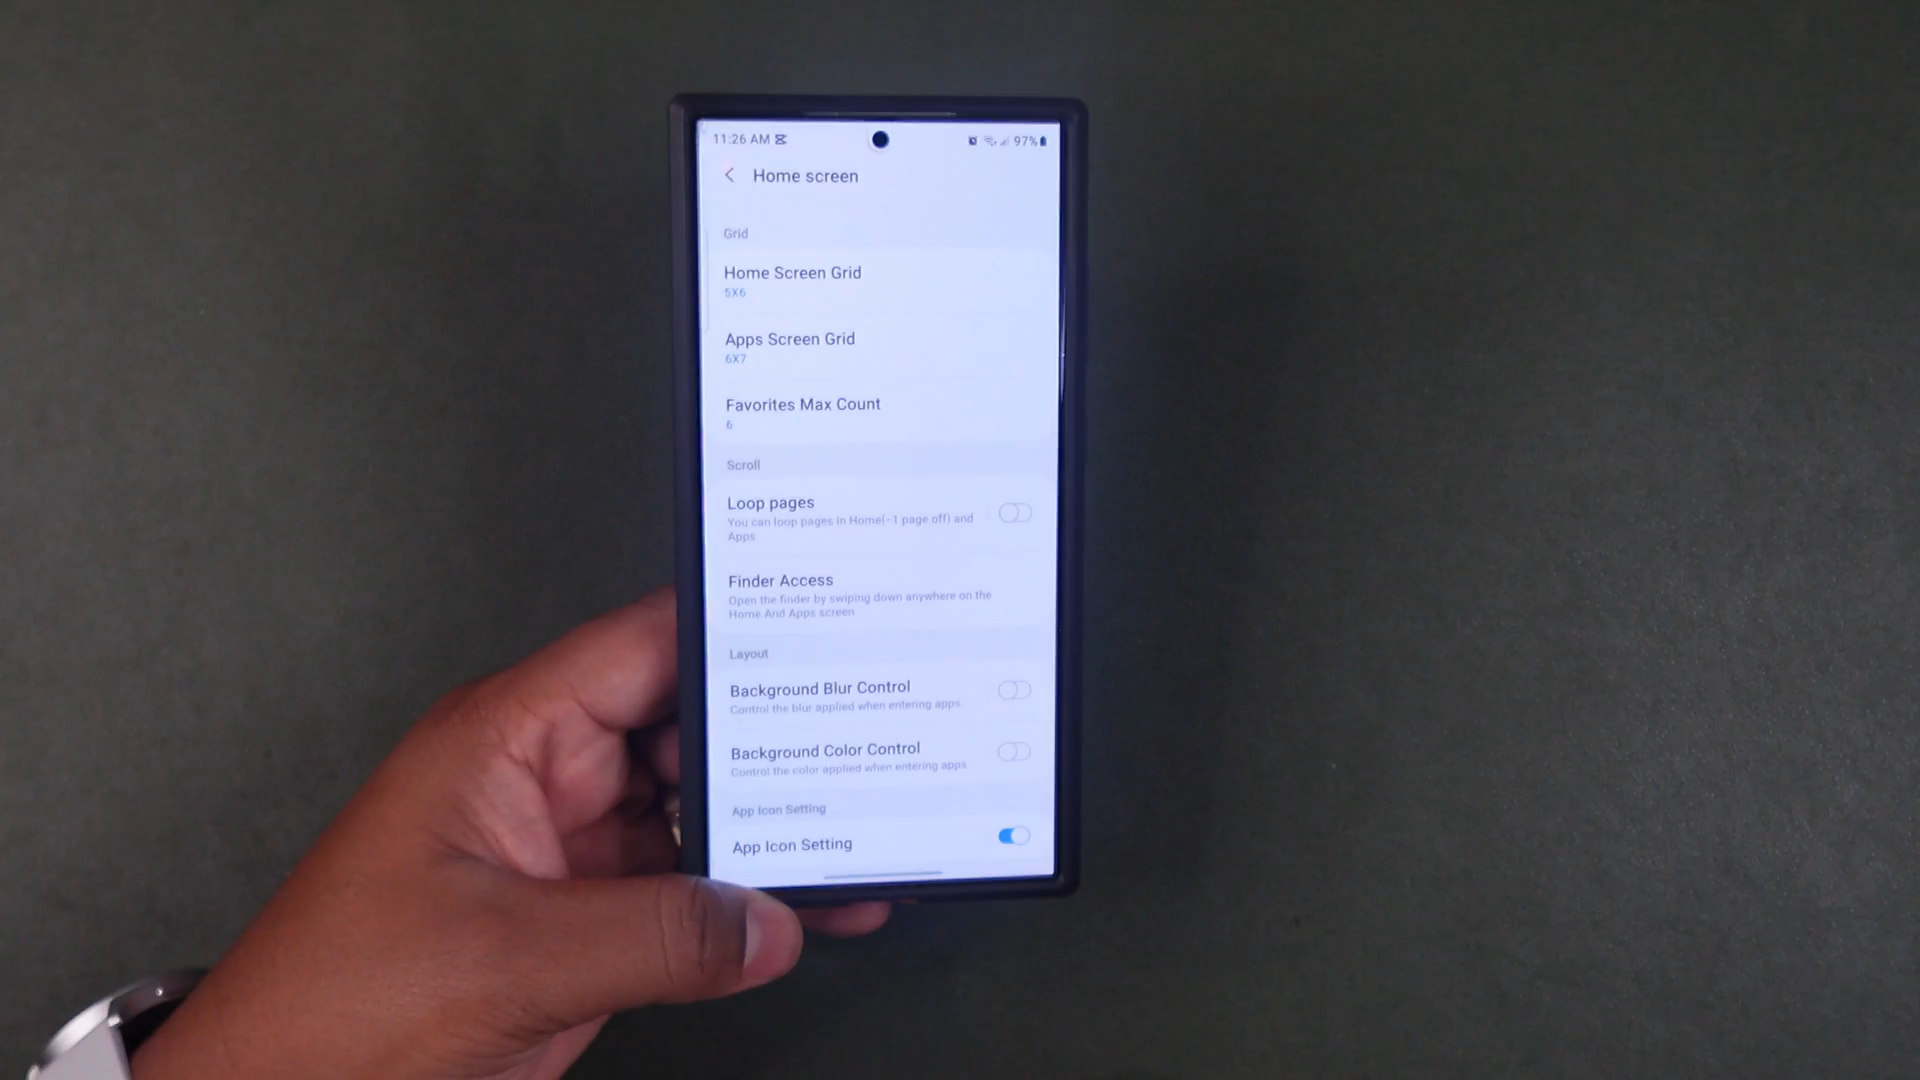 11:26 AM
97%
Home screen
Grid
Home Screen Grid
5X6
Apps Screen Grid
6X7
Favorites Max Count
6
Scroll
Loop pages
You can loop pages in Home(-1 page off) and
Apps
Finder Access
Open the finder by swiping down anywhere on the
Home And Apps screen
Layout
Background Blur Control
Control the blur applied when entering apps.
Background Color Control
Control the color applied when entering apps
App Icon Setting
App Icon Setting